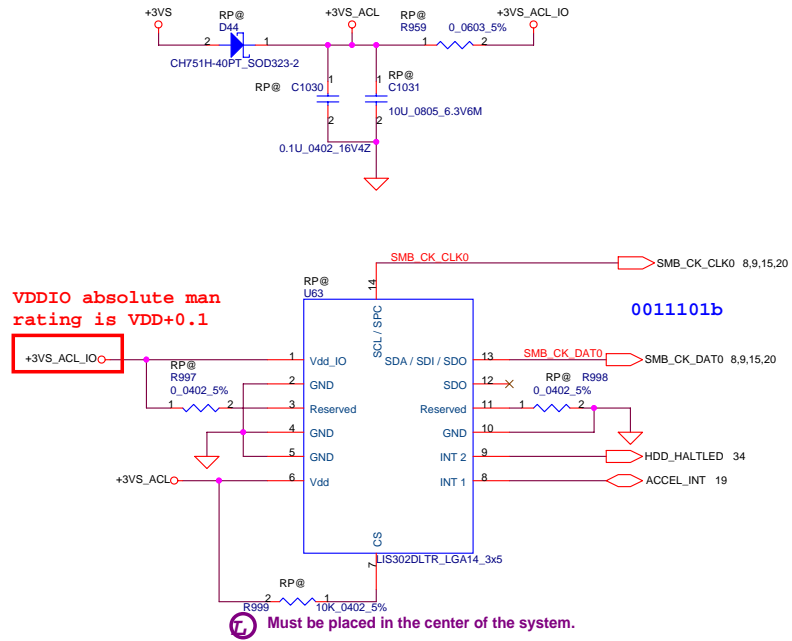 +3VS
RP@
D44
+3VS_ACL
RP@
R959
0_0603_5%
+3VS_ACL_IO
2
1
1
2
CH751H-40PT_SOD323-2
RP@
C1030
1
2
1
2
RP@
C1031
10U_0805_6.3V6M
0.1U_0402_16V4Z
SMB_CK_CLK0
SMB_CK_CLK0 8,9,15,20
RP@
U63
14
VDDIO absolute man
rating is VDD+0.1
0011101b
SCL / SPC
+3VS_ACL_IO
1
Vdd_IO
SDA / SDI / SDO
13
SMB_CK_DAT0
SMB_CK_DAT0 8,9,15,20
RP@
R997
0_0402_5%
2
GND
SDO
12
RP@
R998
0_0402_5%
1
2
3
Reserved
Reserved
11
1
2
4
GND
GND
10
5
GND
INT 2
9
HDD_HALTLED 34
+3VS_ACL
6
Vdd
INT 1
8
ACCEL_INT 19
CS
7
LIS302DLTR_LGA14_3x5
RP@
2
1
R999
10K_0402_5%
Must be placed in the center of the system.